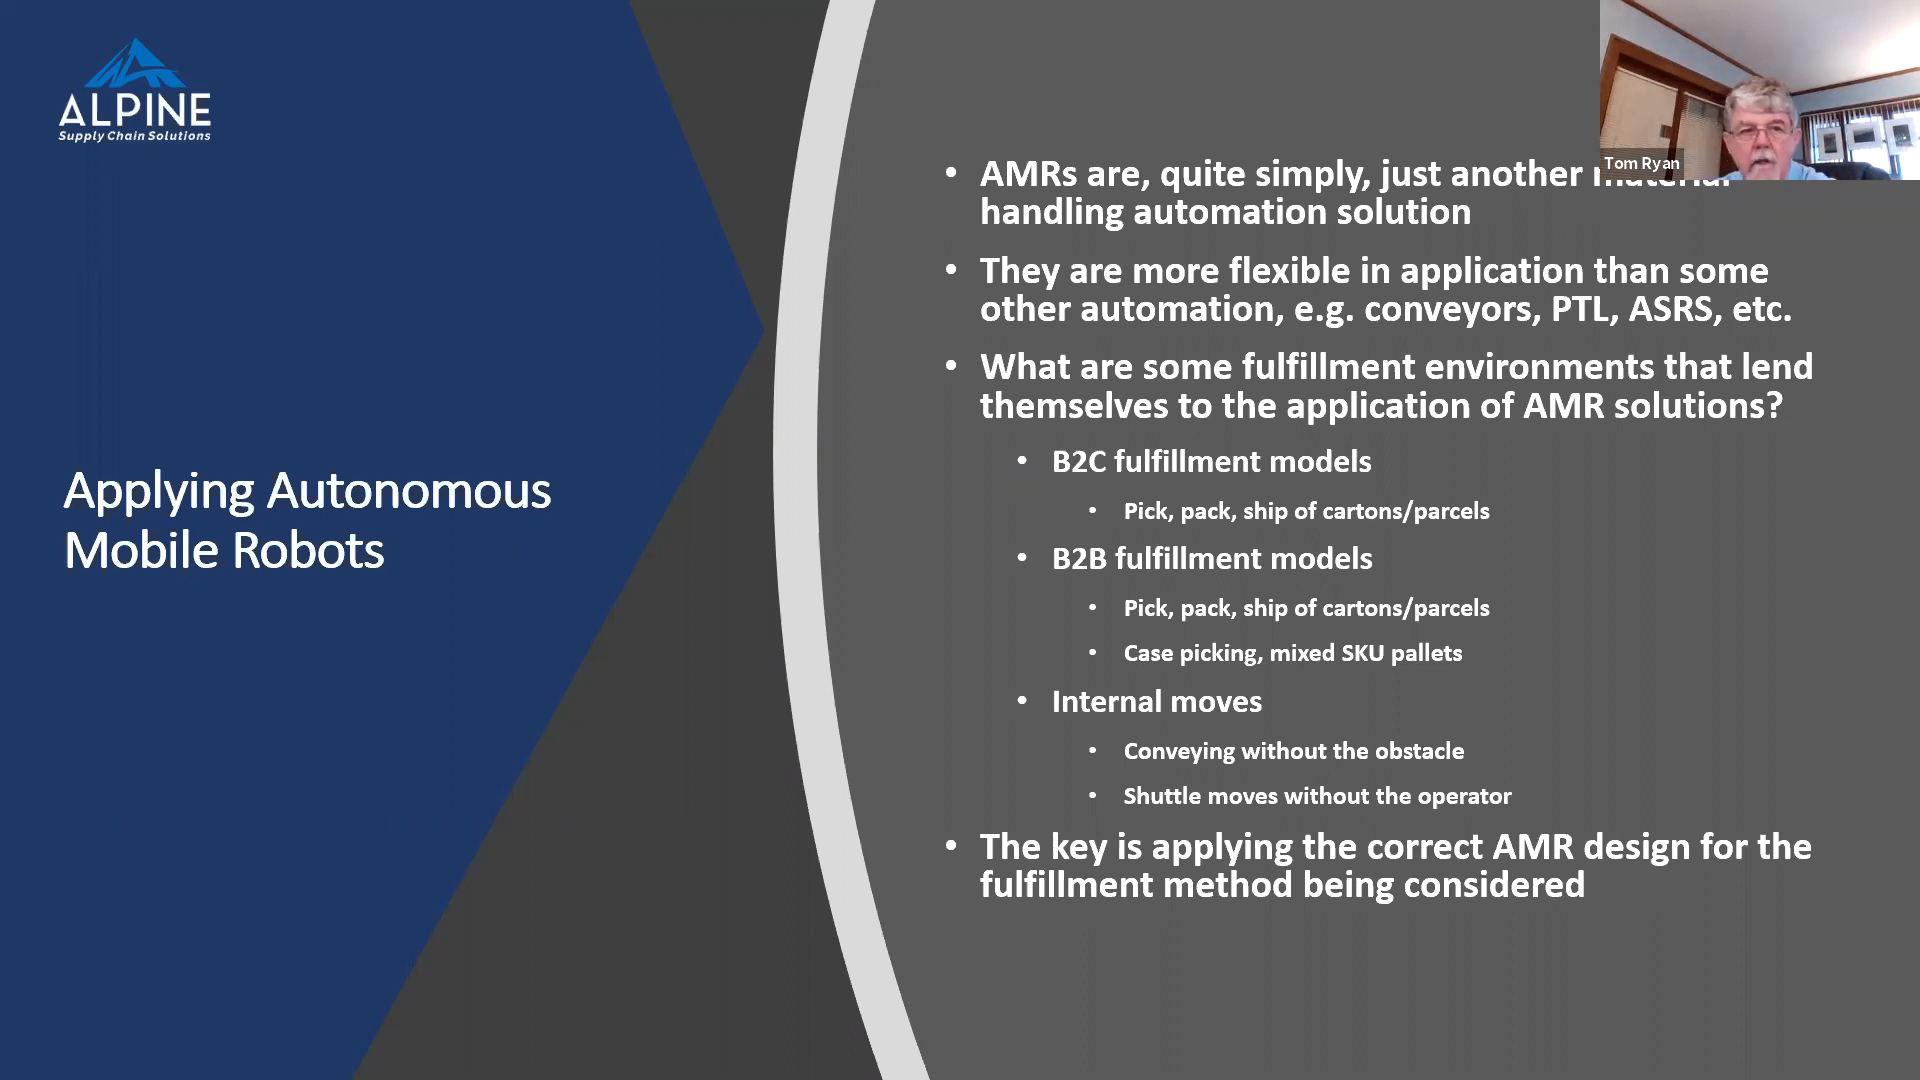 ALPINE
Supply Chain Solutions
Applying Autonomous
Mobile Robots
Tom Ryan
• AMRs are, quite simply, just another material
handling automation solution
• They are more flexible in application than some
other automation, e.g. conveyors, PTL, ASRS, etc.
• What are some fulfillment environments that lend
themselves to the application of AMR solutions?
• B2C fulfillment models
• Pick, pack, ship of cartons/parcels
• B2B fulfillment models
• Pick, pack, ship of cartons/parcels
• Case picking, mixed SKU pallets
• Internal moves
• Conveying without the obstacle
• Shuttle moves without the operator
• The key is applying the correct AMR design for the
fulfillment method being considered